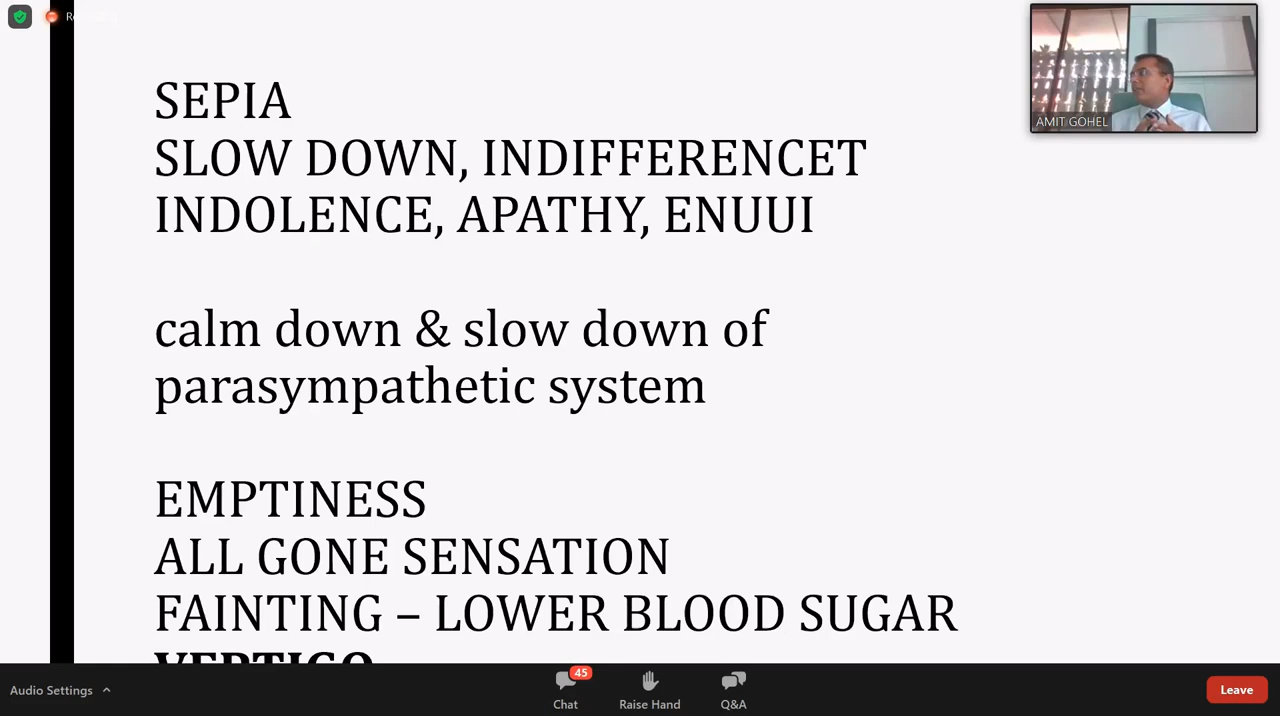 SEPIA
SLOW DOWN, INDIFFERENCET
INDOLENCE, APATHY, ENUUI
calm down & slow down of
parasympathetic system
EMPTINESS
ALL GONE SENSATION
FAINTING – LOWER BLOOD SUGAR
VERTIGO
AMIT GOHEL
Audio Settings
45
Chat
Raise Hand
Q&A
Leave